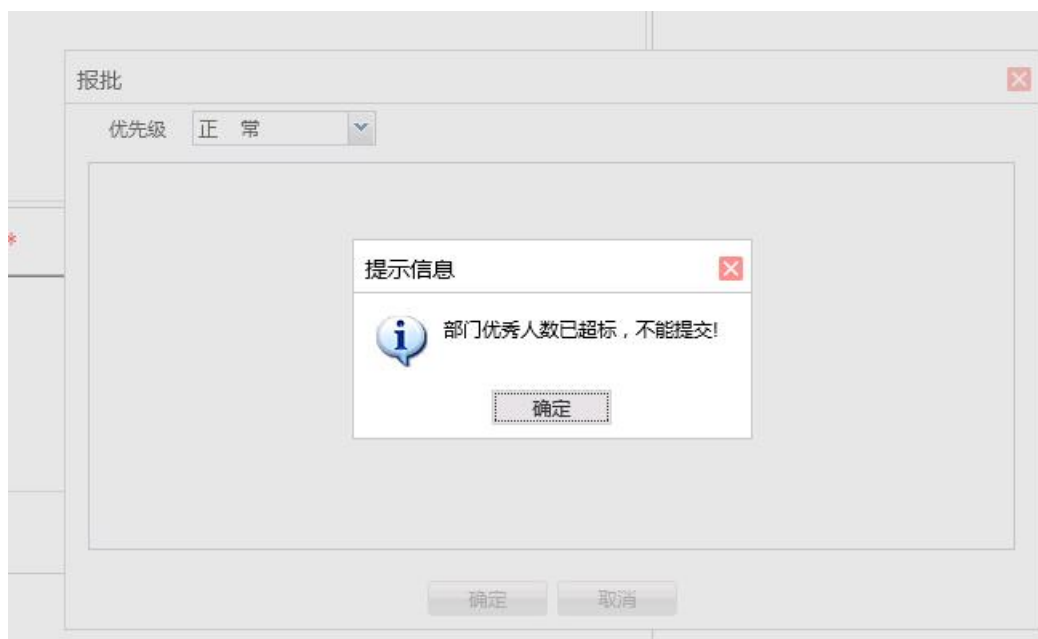 报批
优先级 正 常
*
提示信息
部门优秀人数已超标，不能提交!
确定
确定 取消